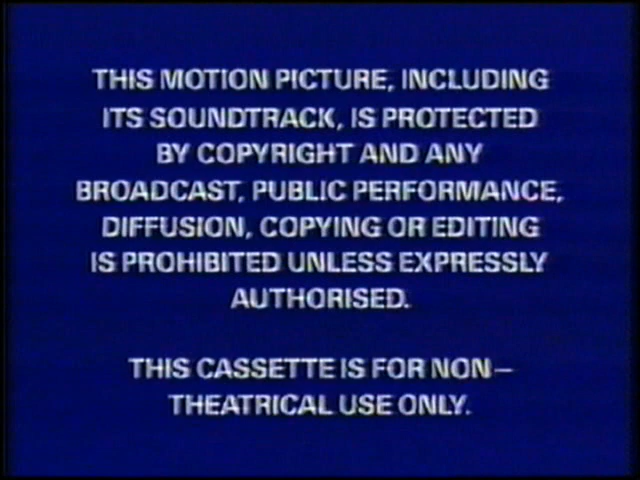 THIS MOTION PICTURE, INCLUDING
ITS SOUNDTRACK, IS PROTECTED
BY COPYRIGHT AND ANY
BROADCAST, PUBLIC PERFORMANCE,
DIFFUSION, COPYING OR EDITING
IS PROHIBITED UNLESS EXPRESSLY
AUTHORISED.
THIS CASSETTE IS FOR NON–
THEATRICAL USE ONLY.